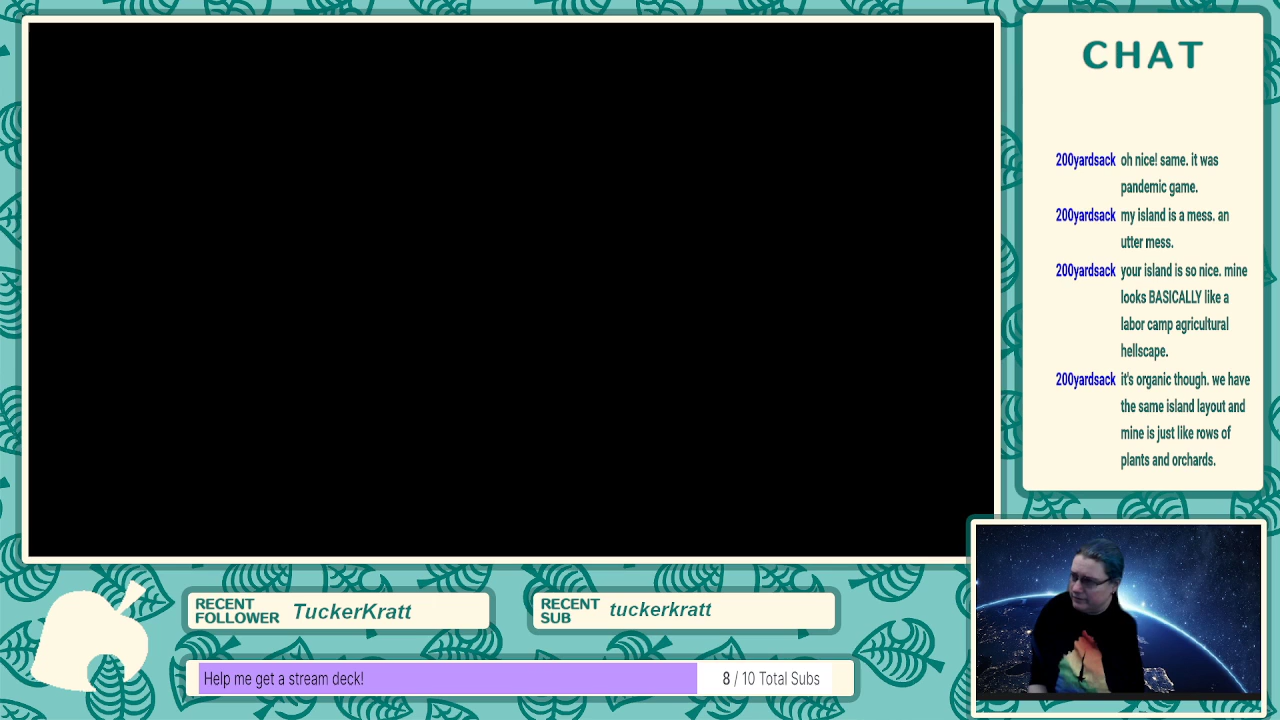 CHAT
200yardsack oh nice! same. it was
pandemic game.
200yardsack my island is a mess. an
utter mess.
200yardsack your island is so nice. mine
looks BASICALLY like a
labor camp agricultural
hellscape.
200yardsack it's organic though. we have
the same island layout and
mine is just like rows of
plants and orchards.
RECENT
FOLLOWER TuckerKratt
RECENT
SUB tuckerkratt
Help me get a stream deck! 8 / 10 Total Subs